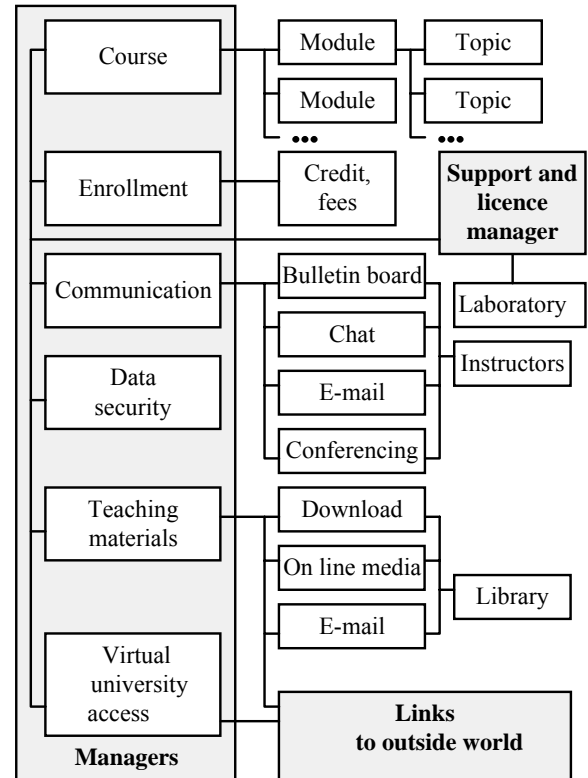 Course
Module
Topic
Module
Topic
•••
•••
Enrollment
Credit,
fees
Support and
licence
manager
Communication
Bulletin board
Laboratory
Chat
Instructors
Data
security
E-mail
Conferencing
Teaching
materials
Download
On line media
Library
E-mail
Virtual
university
access
Links
to outside world
Managers